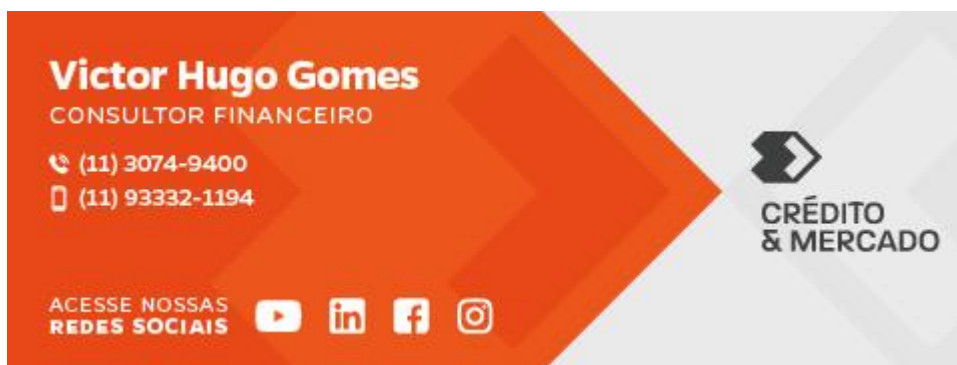 Victor Hugo Gomes
CONSULTOR FINANCEIRO
(11) 3074-9400
(11) 93332-1194
CRÉDITO
& MERCADO
ACESSE NOSSAS
REDES SOCIAIS
in
f